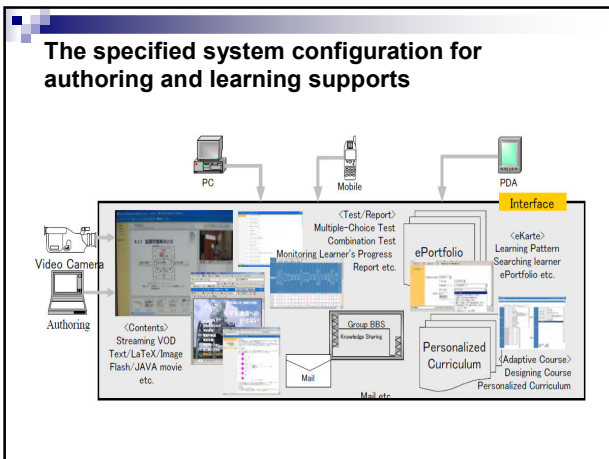 The specified system configuration for
authoring and learning supports
PC
Mobile
PDA
Interface
Video Camera
Authoring
<Contents>
Streaming VOD
Text/LaTeX/Image
Flash/JAVA movie
etc.
<Test/Report>
Multiple-Choice Test
Combination Test
Monitoring Learner's Progress
Report etc.
Group BBS
Knowledge Sharing
Mail
Mail etc
ePortfolio
Personalized
Curriculum
<eKarte>
Learning Pattern
Searching learner
ePortfolio etc.
<Adaptive Course>
Designing Course
Personalized Curriculum